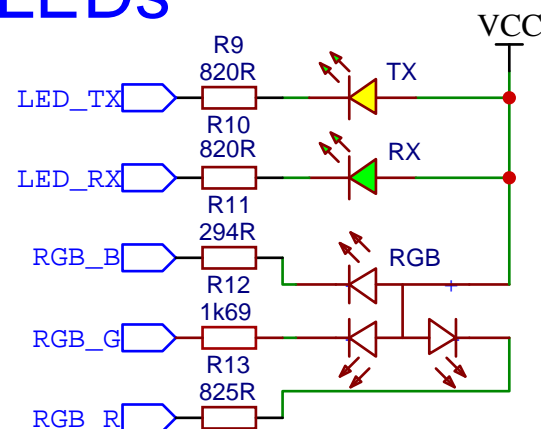 LEDs
VCC
R9
820R
TX
LED_TX
R10
820R
RX
LED_RX
R11
294R
RGB
RGB_B
R12
1k69
RGB_G
R13
825R
RGB_R